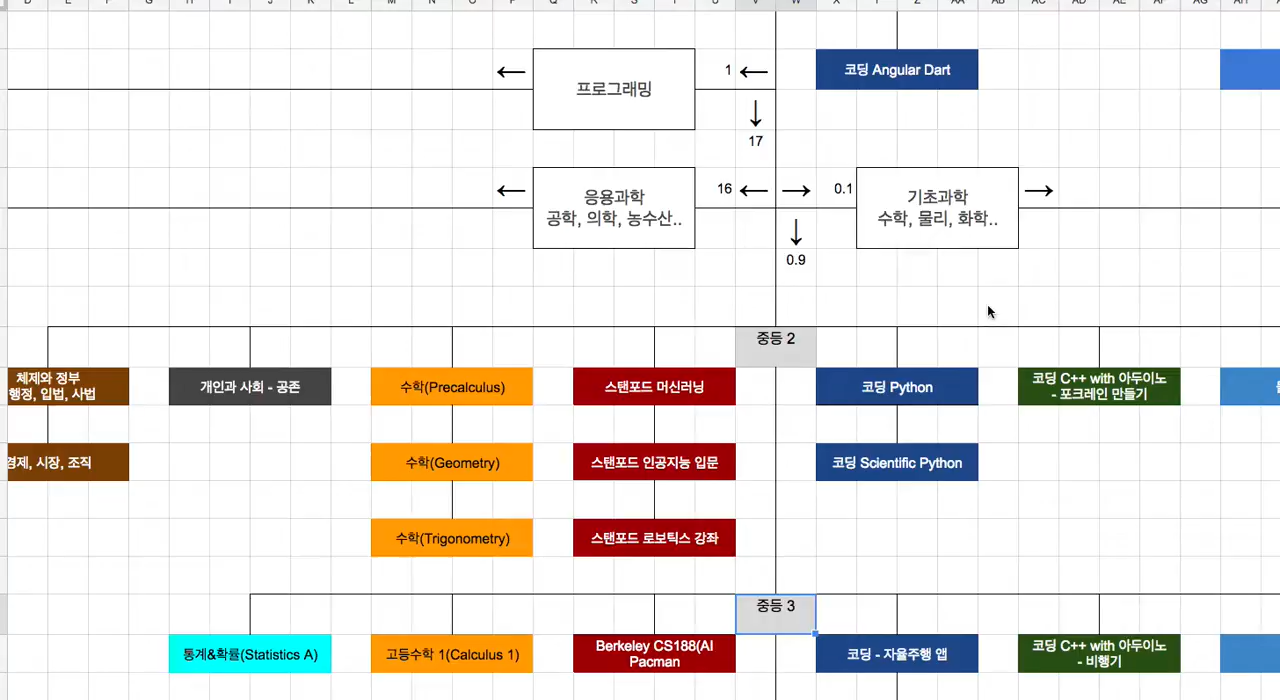 프로그래밍
1
코딩 Angular Dart
17
응용과학
공학, 의학, 농수산..
16
0.1
기초과학
수학, 물리, 화학..
0.9
중등 2
체제와 정부
행정, 입법, 사법
개인과 사회 - 공존
수학(Precalculus)
스탠포드 머신러닝
코딩 Python
코딩 C++ with 아두이노
- 포크레인 만들기
경제, 시장, 조직
수학(Geometry)
스탠포드 인공지능 입문
코딩 Scientific Python
수학(Trigonometry)
스탠포드 로보틱스 강좌
중등 3
통계&확률(Statistics A)
고등수학 1(Calculus 1)
Berkeley CS188(AI
Pacman
코딩 - 자율주행 앱
코딩 C++ with 아두이노
- 비행기